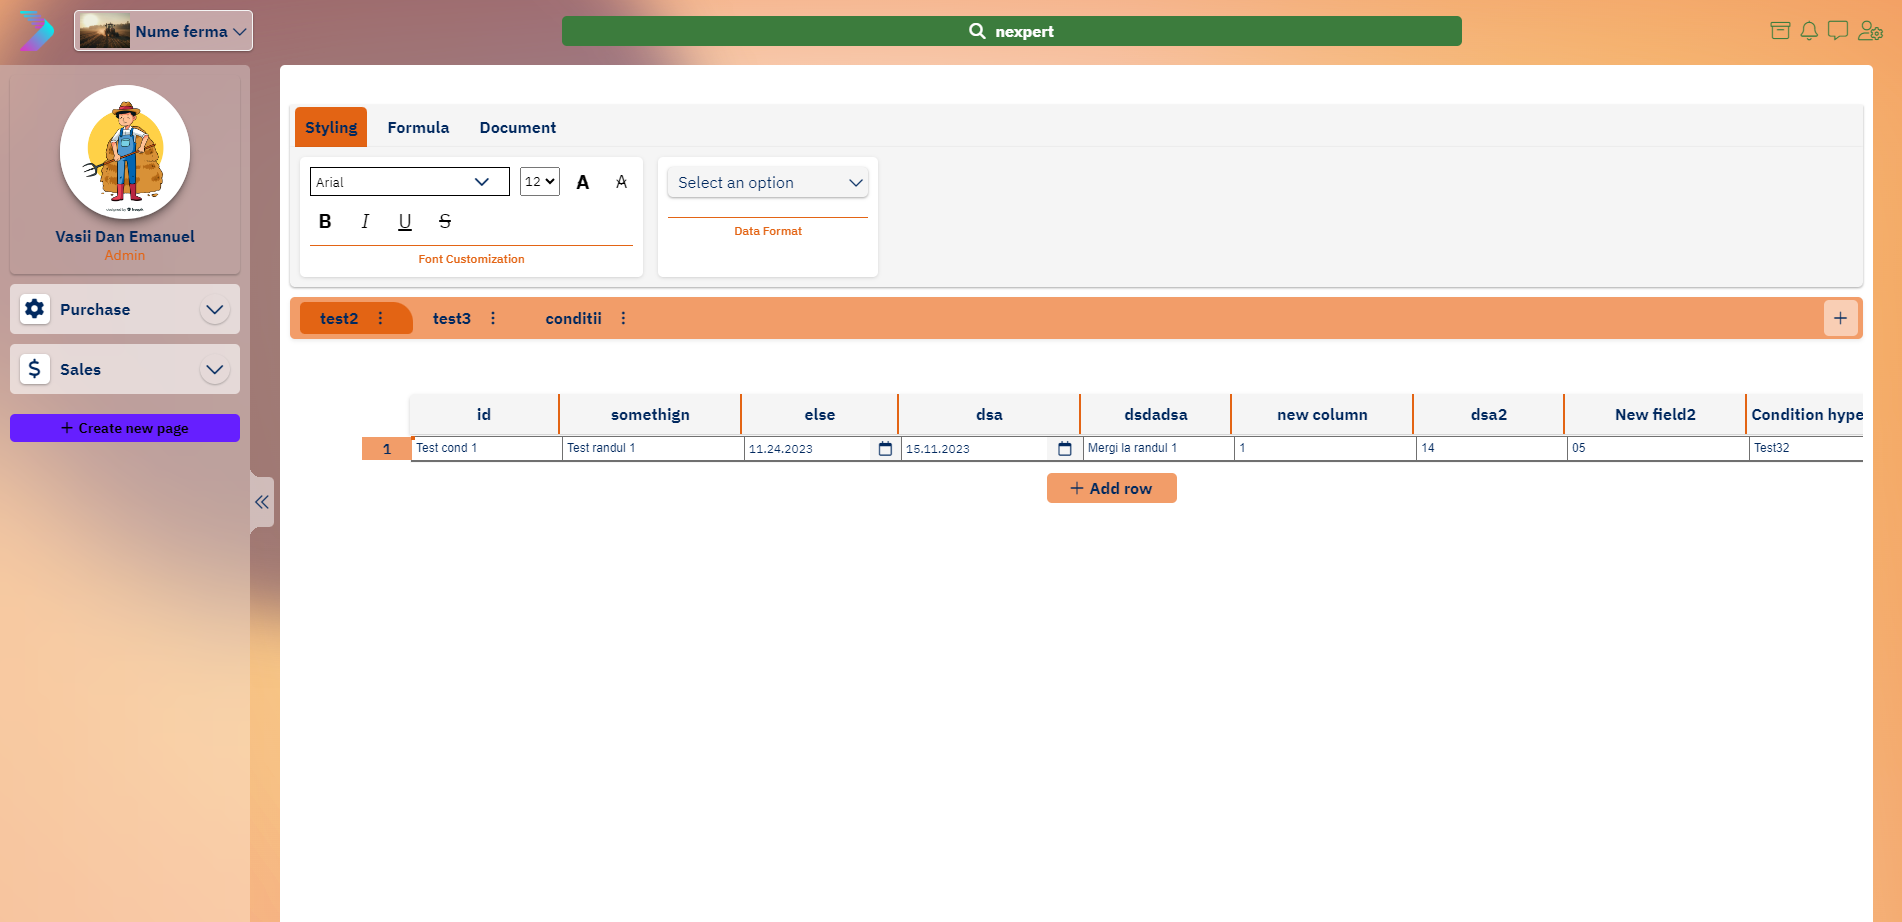 Nume ferma
nexpert
Vasii Dan Emanuel
Admin
Purchase
Sales
+ Create new page
Styling Formula Document
Arial 12 A A
B I U S
Font Customization
Select an option
Data Format
test2 test3 conditii
id somethign else dsa dsdadsa new column dsa2 New field2 Condition hype
1 Test cond 1 Test randul 1 11.24.2023 15.11.2023 Mergi la randul 1 1 14 05 Test32
+ Add row